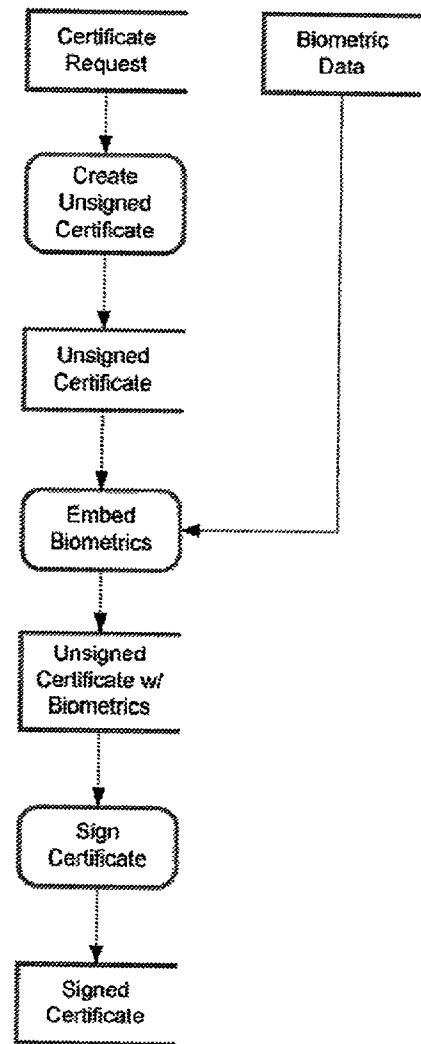 Certificate
Request
Biometric
Data
Create
Unsigned
Certificate
Unsigned
Certificate
Embed
Biometrics
Unsigned
Certificate w/
Biometrics
Sign
Certificate
Signed
Certificate